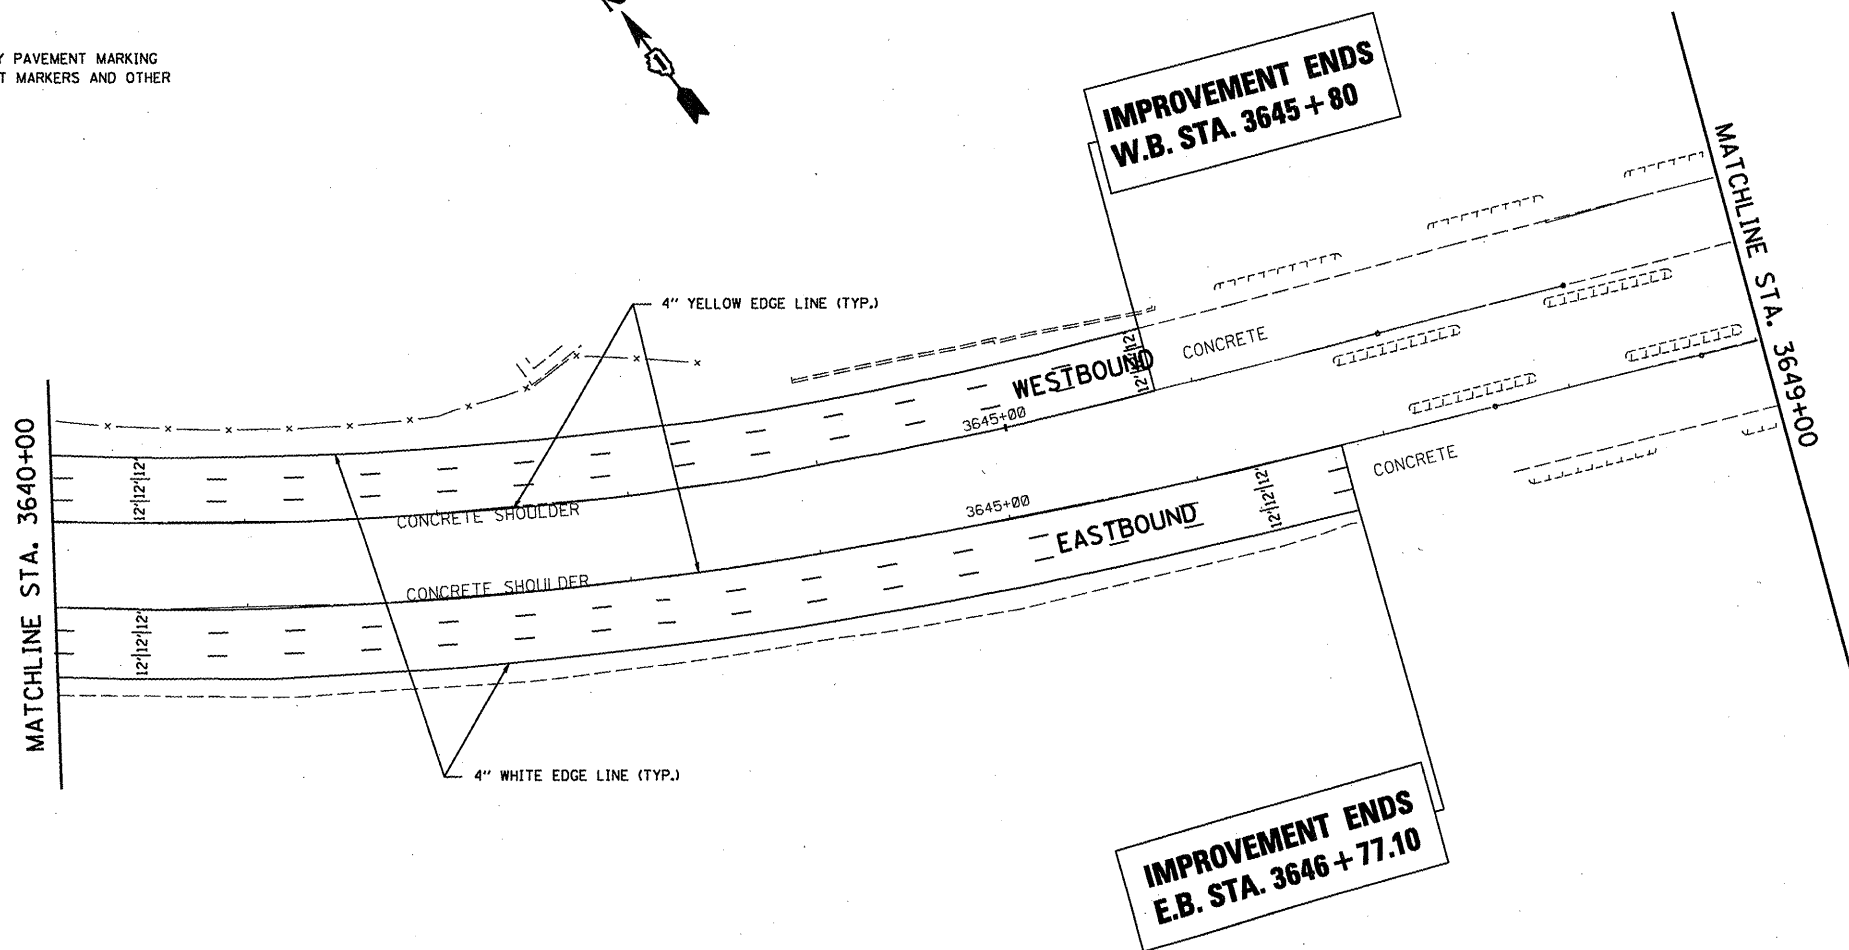 PAVEMENT MARKING
MARKERS AND OTHER
IMPROVEMENT ENDS
W.B. STA. 3645+80
MATCHLINE STA. 3649+00
4" YELLOW EDGE LINE (TYP.)
CONCRETE
WESTBOUND
12'|12'|12'
3645+00
MATCHLINE STA. 3640+00
12'|12'|12'
CONCRETE SHOULDER
3645+00
EASTBOUND
12'|12'|12'
CONCRETE
CONCRETE SHOULDER
12'|12'|12'
4" WHITE EDGE LINE (TYP.)
IMPROVEMENT ENDS
E.B. STA. 3646+77.10